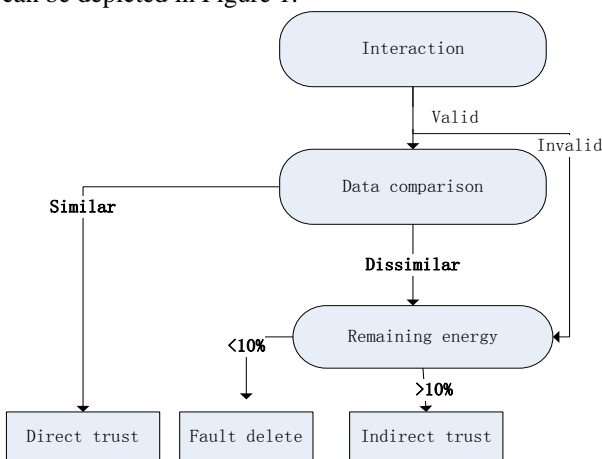 can be depicted in Figure 1.
Interaction
Valid
Invalid
Data comparison
Similar
Dissimilar
Remaining energy
<10%
>10%
Direct trust
Fault delete
Indirect trust